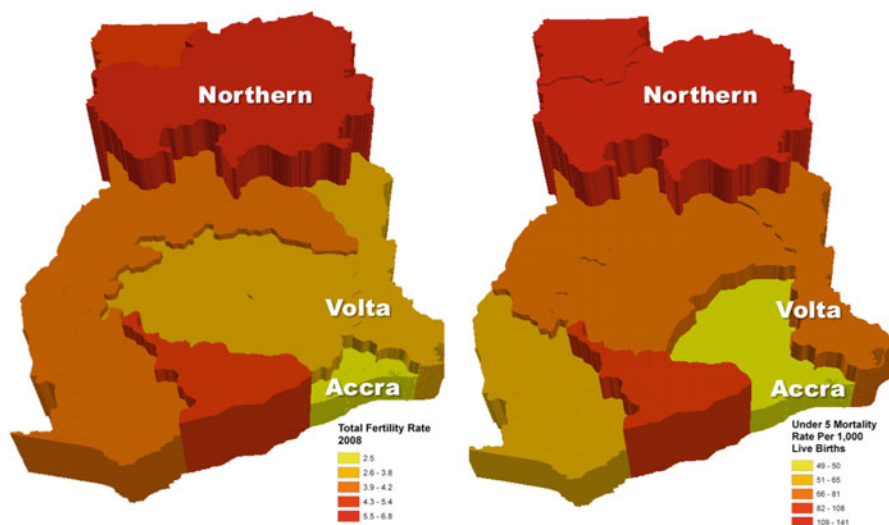 Northern
Volta
Accra
Total Fertility Rate
2008
2.5
2.6 - 3.8
3.9 - 4.2
4.3 - 5.4
5.5 - 6.8
Northern
Volta
Accra
Under 5 Mortality
Rate Per 1,000
Live Births
49 - 50
51 - 65
66 - 81
82 - 108
109 - 141